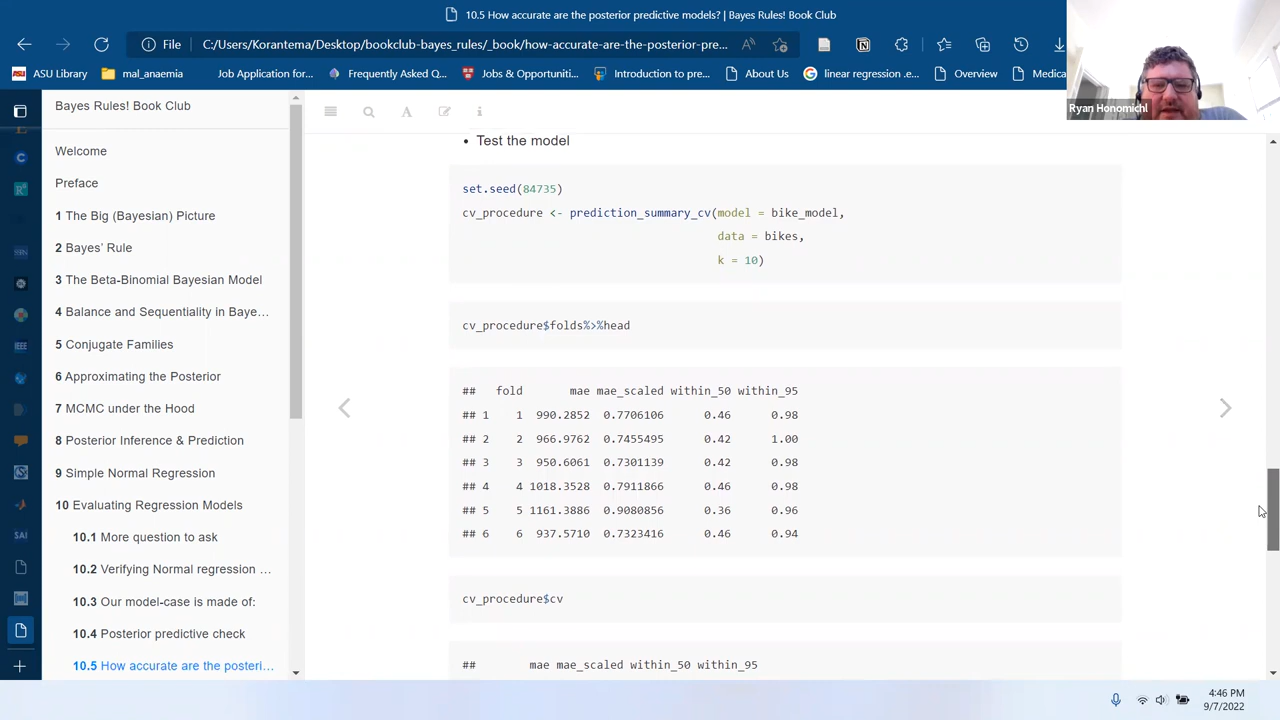 10.5 How accurate are the posterior predictive models? | Bayes Rules! Book Club
File
C:/Users/Korantema/Desktop/bookclub-bayes_rules/_book/how-accurate-are-the-posterior-pre...
ASU Library
mal_anaemia
Job Application for...
Frequently Asked Q...
Jobs & Opportuniti...
Introduction to pre...
About Us
linear regression .e...
Overview
Medica
Ryan Honomichl
Bayes Rules! Book Club
Welcome
Preface
1 The Big (Bayesian) Picture
2 Bayes' Rule
3 The Beta-Binomial Bayesian Model
4 Balance and Sequentiality in Baye...
5 Conjugate Families
6 Approximating the Posterior
7 MCMC under the Hood
8 Posterior Inference & Prediction
9 Simple Normal Regression
10 Evaluating Regression Models
10.1 More question to ask
10.2 Verifying Normal regression ...
10.3 Our model-case is made of:
10.4 Posterior predictive check
10.5 How accurate are the posteri...
• Test the model
set.seed(84735)
cv_procedure <- prediction_summary_cv(model = bike_model,
data = bikes,
k = 10)
cv_procedure$folds%>%head
## fold mae mae_scaled within_50 within_95
## 1 1 990.2852 0.7706106 0.46 0.98
## 2 2 966.9762 0.7455495 0.42 1.00
## 3 3 950.6061 0.7301139 0.42 0.98
## 4 4 1018.3528 0.7911866 0.46 0.98
## 5 5 1161.3886 0.9080856 0.36 0.96
## 6 6 937.5710 0.7323416 0.46 0.94
cv_procedure$cv
## mae mae_scaled within_50 within_95
4:46 PM
9/7/2022